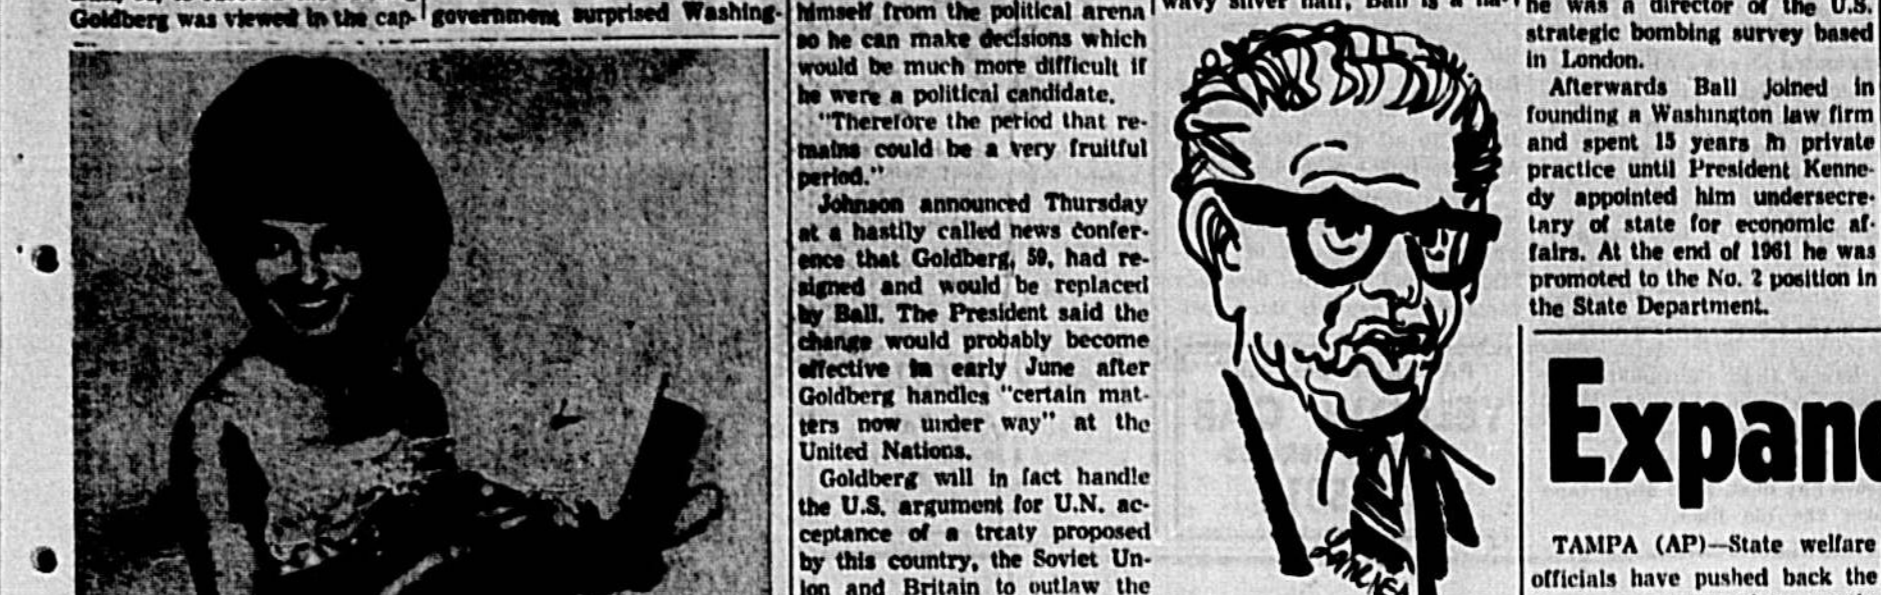 Goldberg was viewed in the cap-
government surprised Washing-
himself from the political arena
so he can make decisions which
would be much more difficult if
he were a political candidate.
"Therefore the period that re-
mains could be a very fruitful
period."
Johnson announced Thursday
at a hastily called news confer-
ence that Goldberg, 59, had re-
signed and would be replaced
by Ball. The President said the
change would probably become
effective in early June after
Goldberg handles "certain mat-
ters now under way" at the
United Nations.
Goldberg will in fact handle
the U.S. argument for U.N. ac-
ceptance of a treaty proposed
by this country, the Soviet Un-
ion and Britain to outlaw the
wavy silver hair, Ball is a
he was a director of the U.S.
strategic bombing survey based
in London.
Afterwards Ball joined in
founding a Washington law firm
and spent 15 years in private
practice until President Kenne-
dy appointed him undersecre-
tary of state for economic af-
fairs. At the end of 1961 he was
promoted to the No. 2 position in
the State Department.
Expan
TAMPA (AP)—State welfare
officials have pushed back the